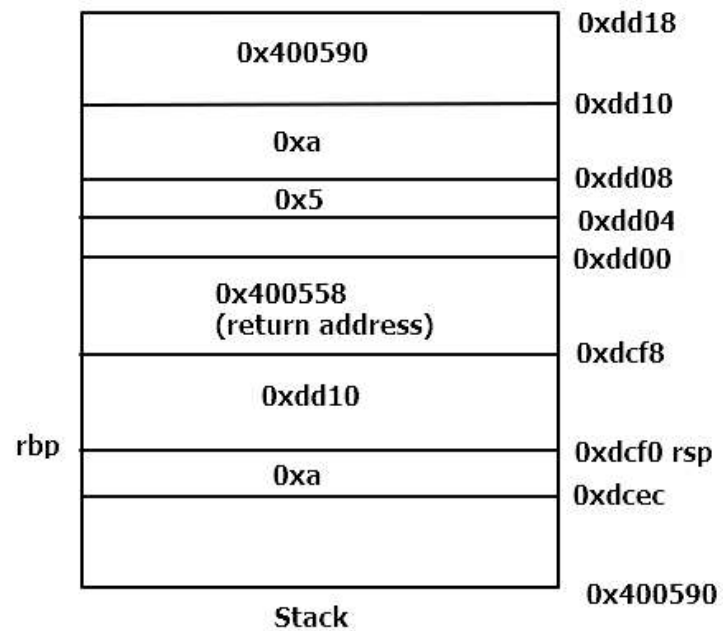 0xdd18
0x400590
0xdd10
0xa
0xdd08
0x5
0xdd04
0xdd00
0x400558
(return address)
0xdcf8
0xdd10
rbp
0xdcf0 rsp
0xa
0xdcec
0x400590
Stack